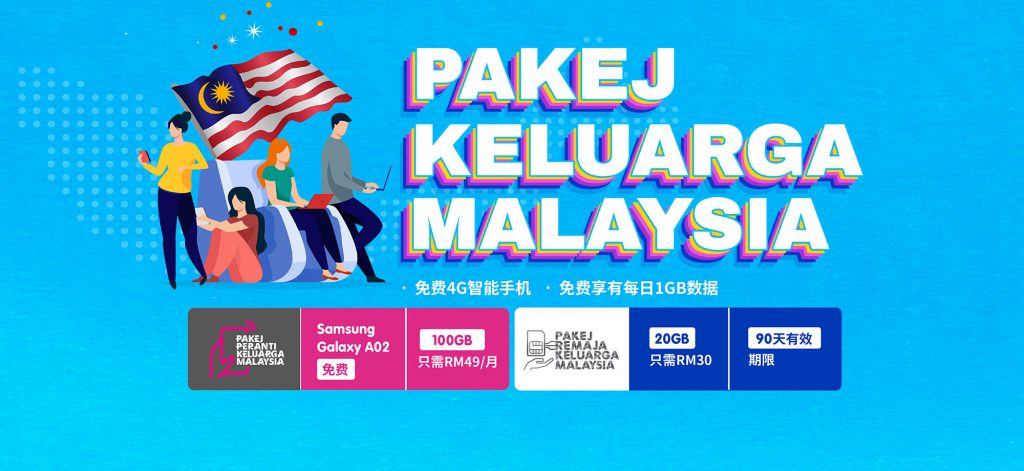 PAKEJ
KELUARGA
MALAYSIA
· 免费4G智能手机 · 免费享有每日1GB数据
PAKEJ
PERANTI
KELUARGA
MALAYSIA
Samsung
Galaxy A02
免费
100GB
只需RM49/月
PAKEJ
REMAJA
KELUARGA
MALAYSIA
20GB
只需RM30
90天有效
期限